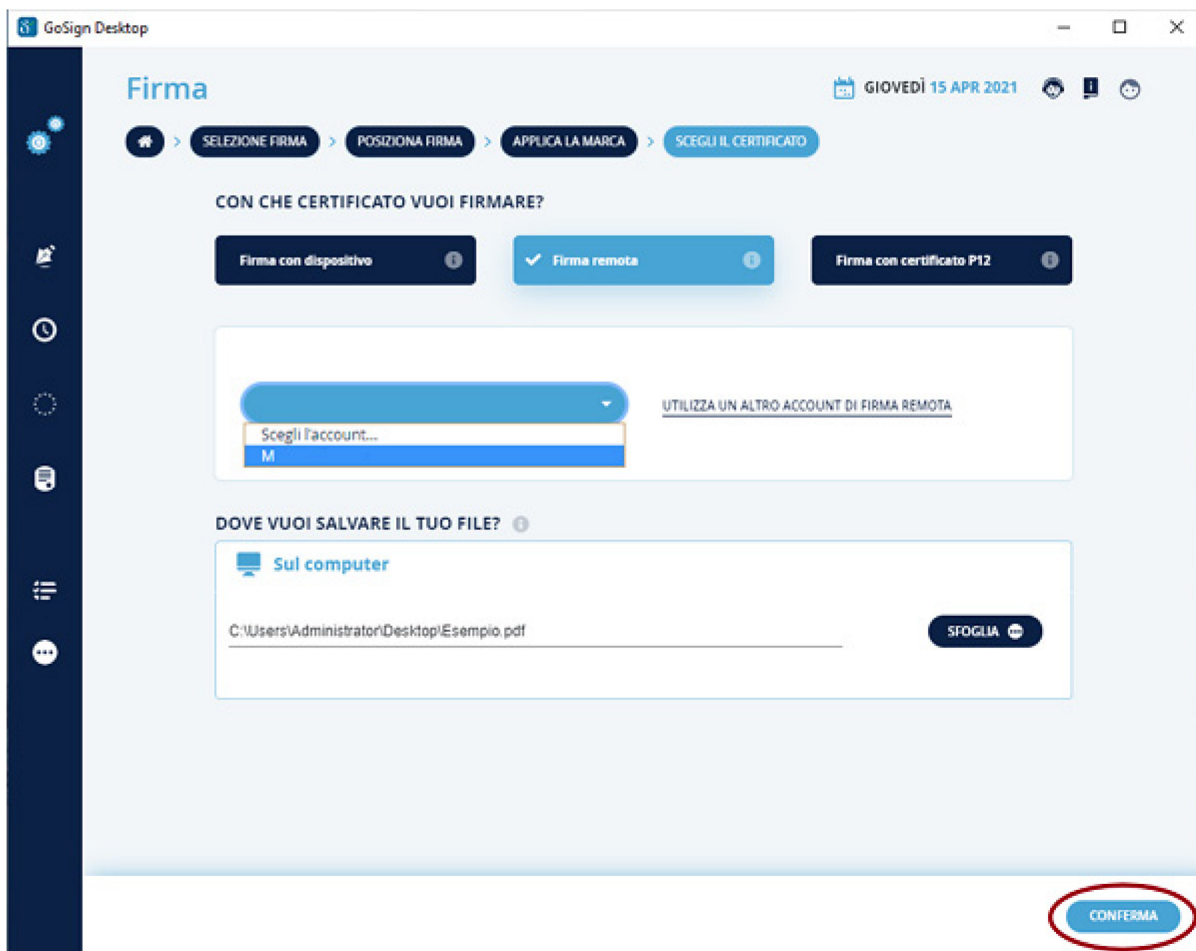 GoSign Desktop
Firma
GIOVEDÌ 15 APR 2021
SELEZIONE FIRMA > POSIZIONA FIRMA > APPLICA LA MARCA > SCEGLI IL CERTIFICATO
CON CHE CERTIFICATO VUOI FIRMARE?
Firma con dispositivo
Firma remota
Firma con certificato P12
UTILIZZA UN ALTRO ACCOUNT DI FIRMA REMOTA
Scegli l'account...
M
DOVE VUOI SALVARE IL TUO FILE?
Sul computer
C:\Users\Administrator\Desktop\Esempio.pdf
SFOGLIA
CONFERMA